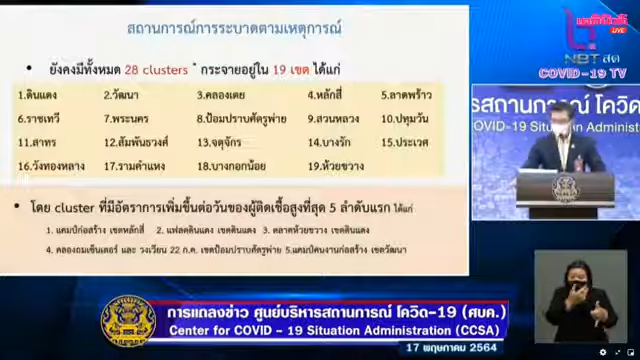 สถานการณ์การระบาดตามเหตุการณ์
• ยังคงมีทั้งหมด 28 clusters * กระจายอยู่ใน 19 เขต ได้แก่
1.ดินแดง 2.วัฒนา 3.คลองเตย 4.หลักสี่ 5.ลาดพร้าว
6.ราชเทวี 7.พระนคร 8.ป้อมปราบศัตรูพ่าย 9.สวนหลวง 10.ปทุมวัน
11.สาทร 12.สัมพันธวงศ์ 13.จตุจักร 14.บางรัก 15.ประเวศ
16.วังทองหลาง 17.รามคำแหง 18.บางกอกน้อย 19.ห้วยขวาง
• โดย cluster ที่มีอัตราการเพิ่มขึ้นต่อวันของผู้ติดเชื้อสูงที่สุด 5 ลำดับแรก ได้แก่
1. แคมป์ก่อสร้าง เขตหลักสี่ 2. แฟลตดินแดง เขตดินแดง 3. ตลาดห้วยขวาง เขตดินแดง
4. คลองถมเซ็นเตอร์ และ วงเวียน 22 ก.ค. เขตป้อมปราบศัตรูพ่าย 5.แคมป์คนงานก่อสร้าง เขตวัฒนา
LIVE
NBT สด
COVID-19 TV
รสถานการณ์ โควิด-
OVID-19 Situation Administ
การแถลงข่าว ศูนย์บริหารสถานการณ์ โควิด-19 (ศบค.)
Center for COVID - 19 Situation Administration (CCSA)
17 พฤษภาคม 2564